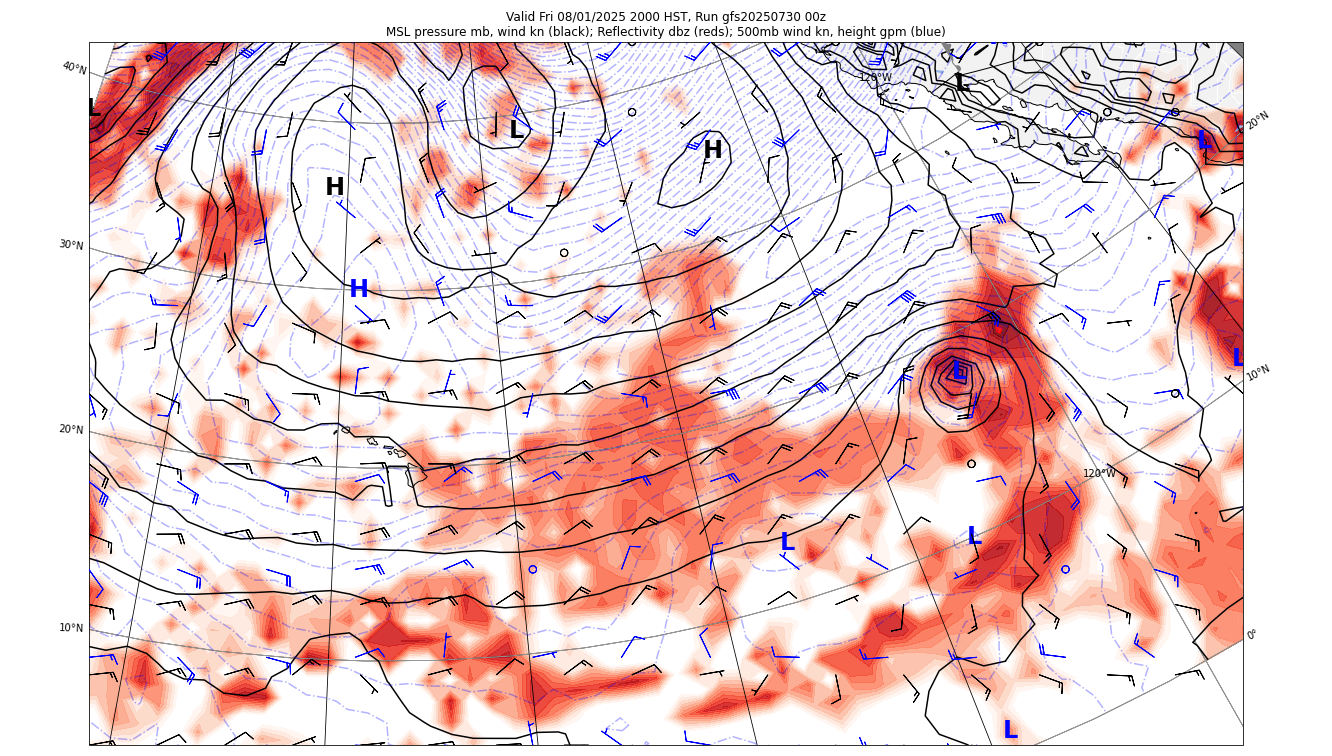 Valid Fri 08/01/2025 2000 HST, Run gfs20250730 00z
MSL pressure mb, wind kn (black); Reflectivity dbz (reds); 500mb wind kn, height gpm (blue)
40°N
120°W
L
L
20°N
L
L
H
H
30°N
H
L
L
10°N
20°N
120°W
L
L
10°N
0°
L